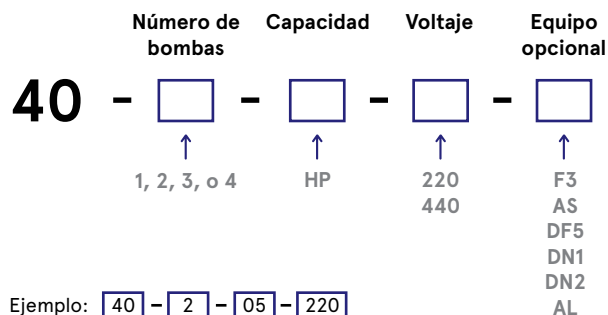 Número de bombas
Capacidad
Voltaje
Equipo opcional
40 - - - -
1, 2, 3, o 4
HP
220
440
F3
AS
DF5
DN1
DN2
AL
Ejemplo: 40 - 2 - 05 - 220